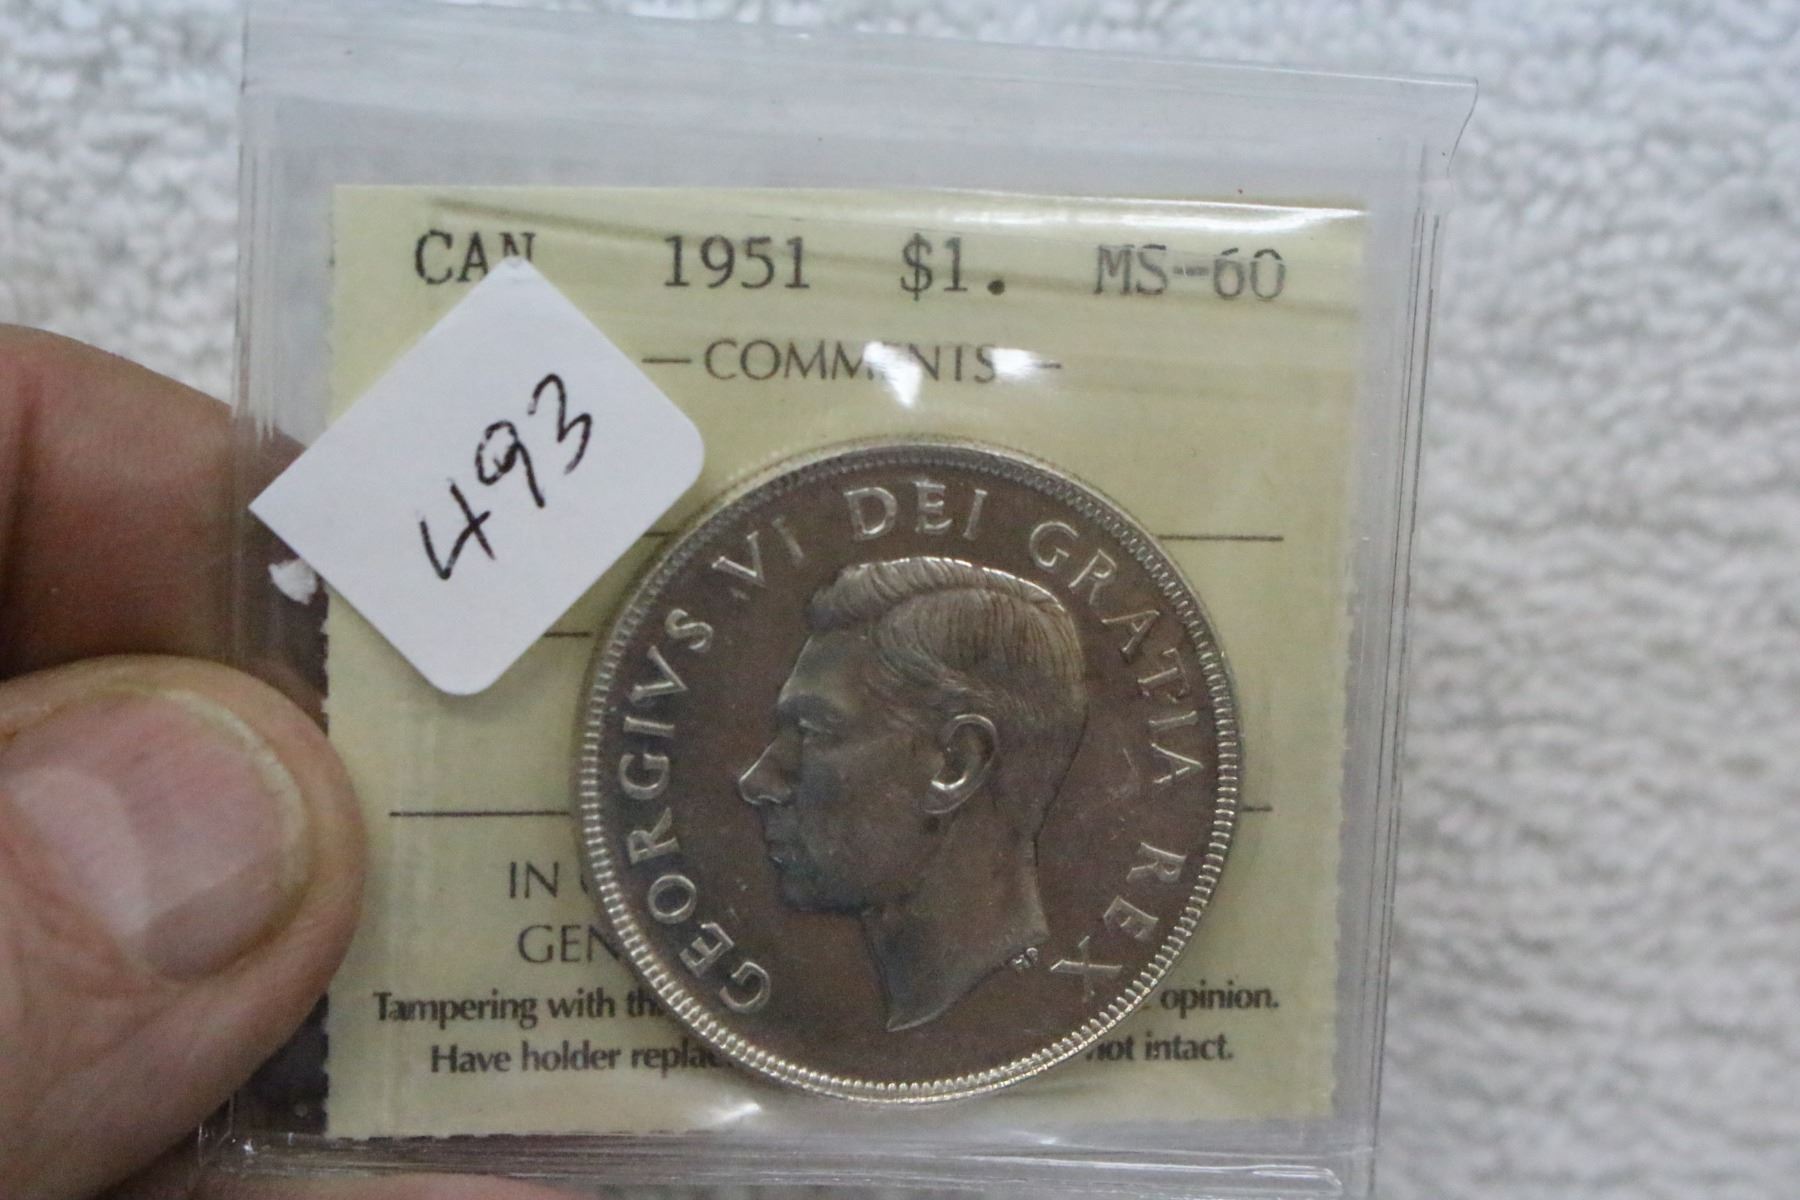 CAN 1951 $1. MS-60
— COMMENTS —
493
GEORGIVS VI DEI GRATIA REX
HP
IN
GEN
Tampering with th opinion.
Have holder replac not intact.